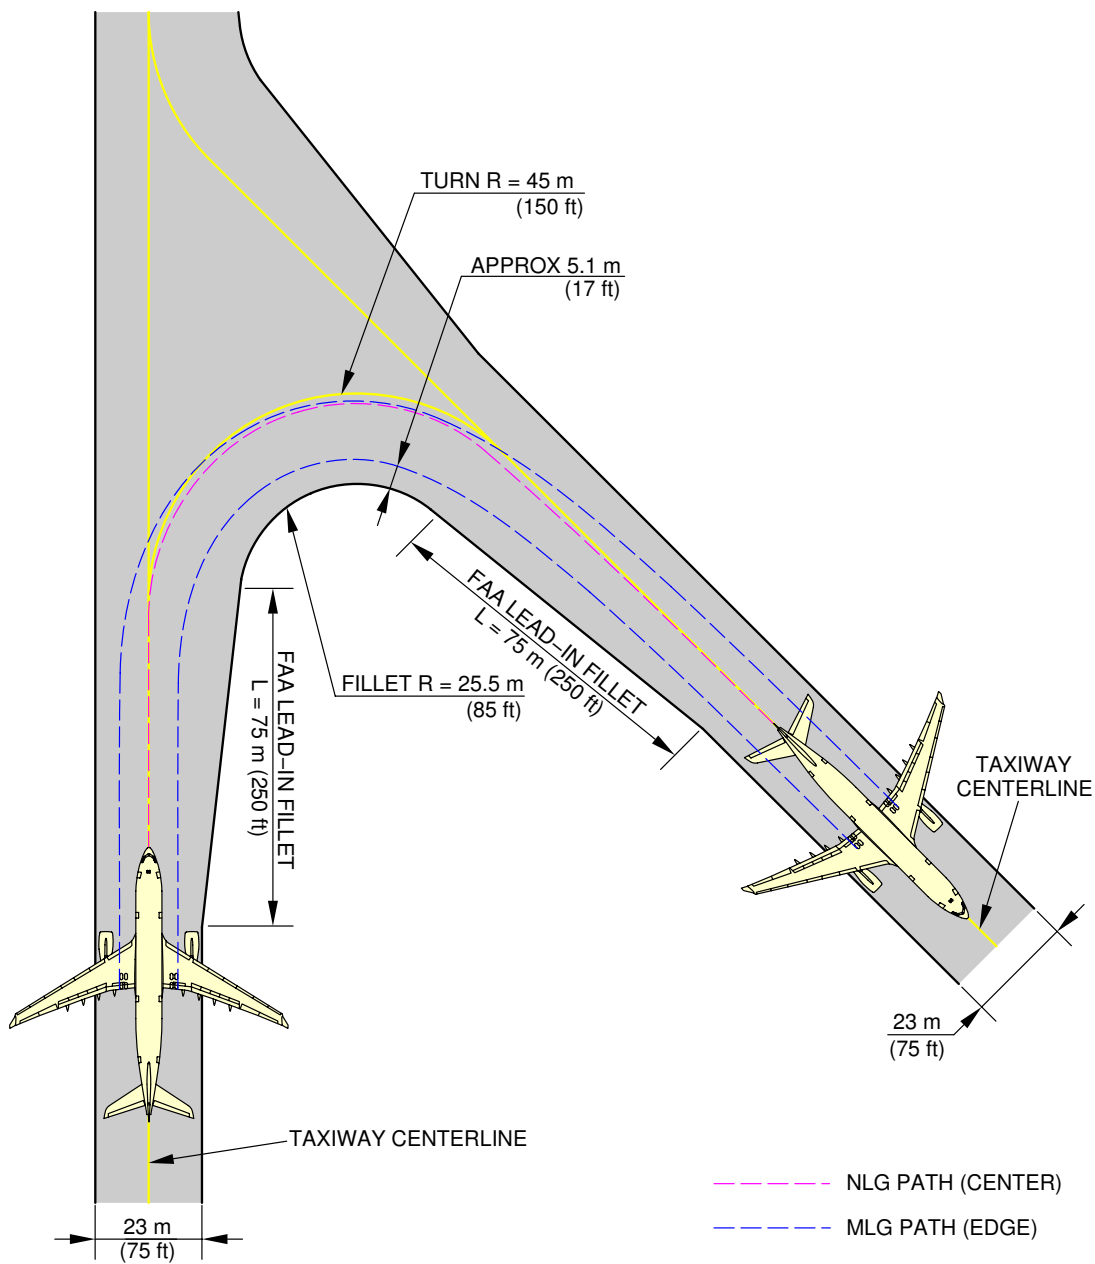 TURN R = 45 m
(150 ft)
APPROX 5.1 m
(17 ft)
FAA LEAD–IN FILLET
L = 75 m (250 ft)
FAA LEAD–IN FILLET
L = 75 m (250 ft)
FILLET R = 25.5 m
(85 ft)
TAXIWAY
CENTERLINE
23 m
(75 ft)
TAXIWAY CENTERLINE
NLG PATH (CENTER)
MLG PATH (EDGE)
23 m
(75 ft)